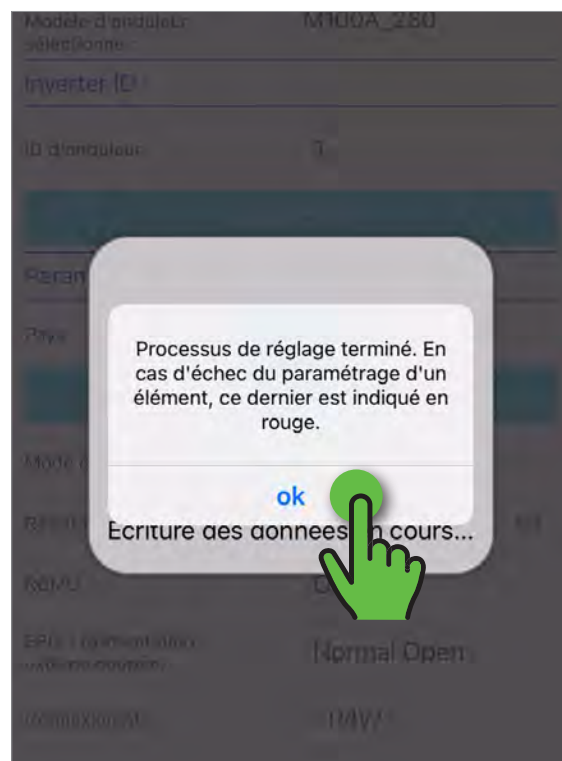 Modèle d'onduleur M100A_280
sélectionné
Inverter ID
ID d'onduleur 1
Param
Pays
Processus de réglage terminé. En
cas d'échec du paramétrage d'un
élément, ce dernier est indiqué en
rouge.
ok
Ecriture des données en cours...
Normal Open